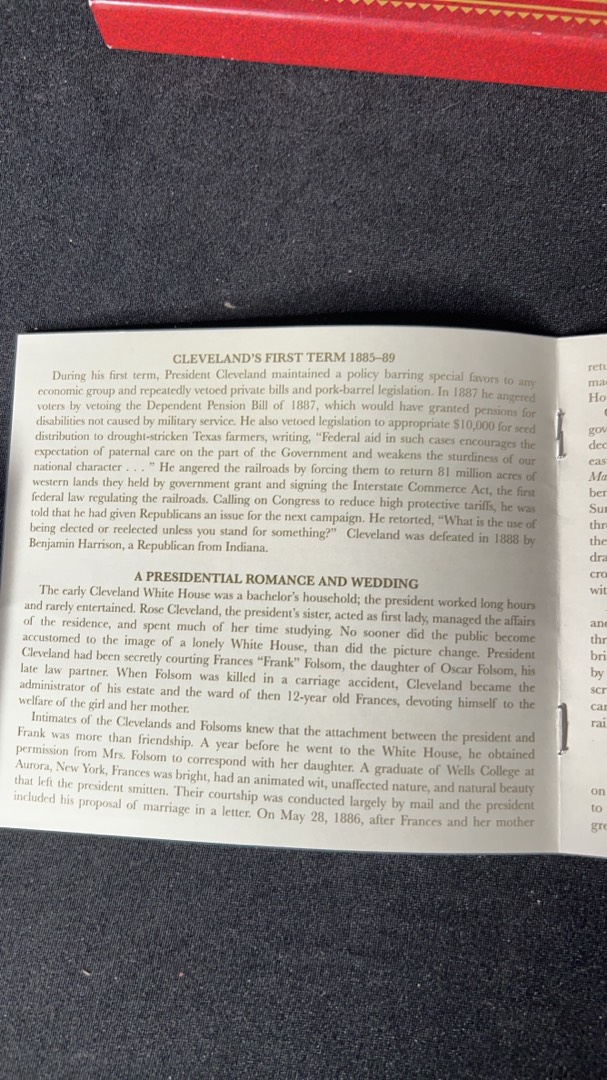 CLEVELAND'S FIRST TERM 1885–89
During his first term, President Cleveland maintained a policy barring special favors to any
economic group and repeatedly vetoed private bills and pork-barrel legislation. In 1887 he angered
voters by vetoing the Dependent Pension Bill of 1887, which would have granted pensions for
disabilities not caused by military service. He also vetoed legislation to appropriate $10,000 for seed
distribution to drought-stricken Texas farmers, writing, "Federal aid in such cases encourages the
expectation of paternal care on the part of the Government and weakens the sturdiness of our
national character . . . " He angered the railroads by forcing them to return 81 million acres of
western lands they held by government grant and signing the Interstate Commerce Act, the first
federal law regulating the railroads. Calling on Congress to reduce high protective tariffs, he was
told that he had given Republicans an issue for the next campaign. He retorted, "What is the use of
being elected or reelected unless you stand for something?" Cleveland was defeated in 1888 by
Benjamin Harrison, a Republican from Indiana.
A PRESIDENTIAL ROMANCE AND WEDDING
The early Cleveland White House was a bachelor's household; the president worked long hours
and rarely entertained. Rose Cleveland, the president's sister, acted as first lady, managed the affairs
of the residence, and spent much of her time studying. No sooner did the public become
accustomed to the image of a lonely White House, than did the picture change. President
Cleveland had been secretly courting Frances "Frank" Folsom, the daughter of Oscar Folsom, his
late law partner. When Folsom was killed in a carriage accident, Cleveland became the
administrator of his estate and the ward of then 12-year old Frances, devoting himself to the
welfare of the girl and her mother.
Intimates of the Clevelands and Folsoms knew that the attachment between the president and
Frank was more than friendship. A year before he went to the White House, he obtained
permission from Mrs. Folsom to correspond with her daughter. A graduate of Wells College at
Aurora, New York, Frances was bright, had an animated wit, unaffected nature, and natural beauty
that left the president smitten. Their courtship was conducted largely by mail and the president
included his proposal of marriage in a letter. On May 28, 1886, after Frances and her mother